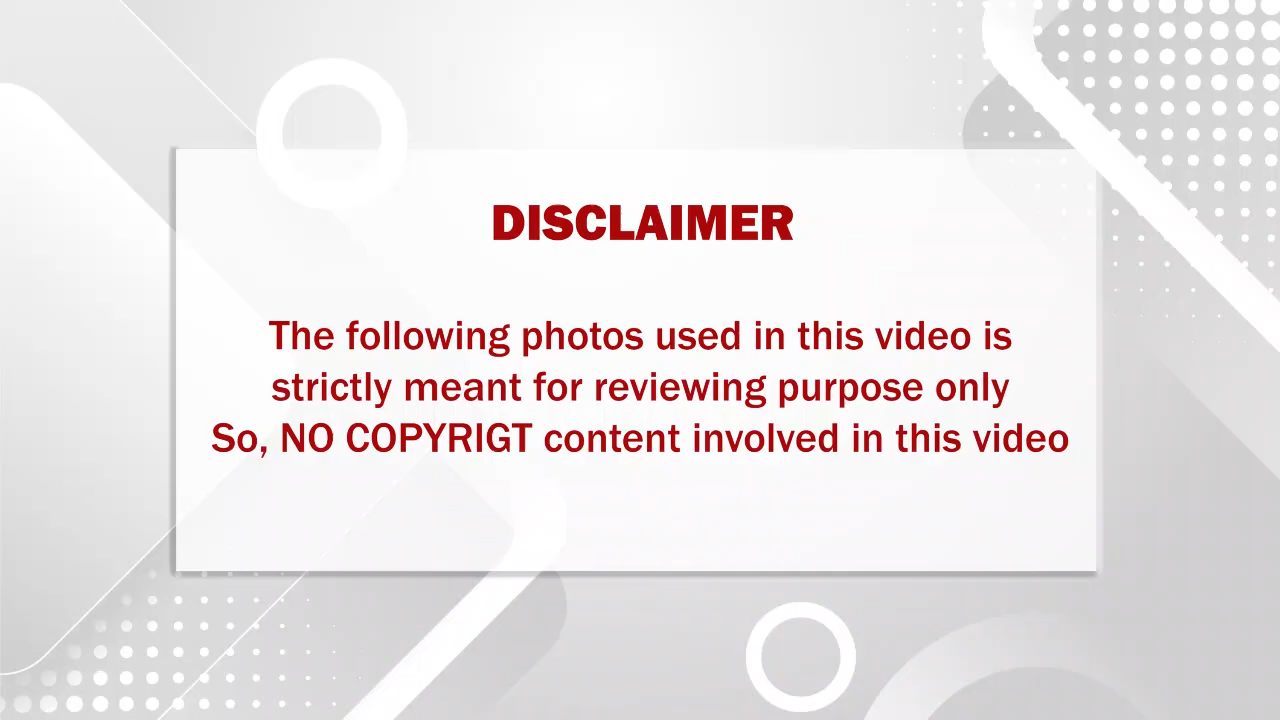 DISCLAIMER
The following photos used in this video is
strictly meant for reviewing purpose only
So, NO COPYRIGT content involved in this video